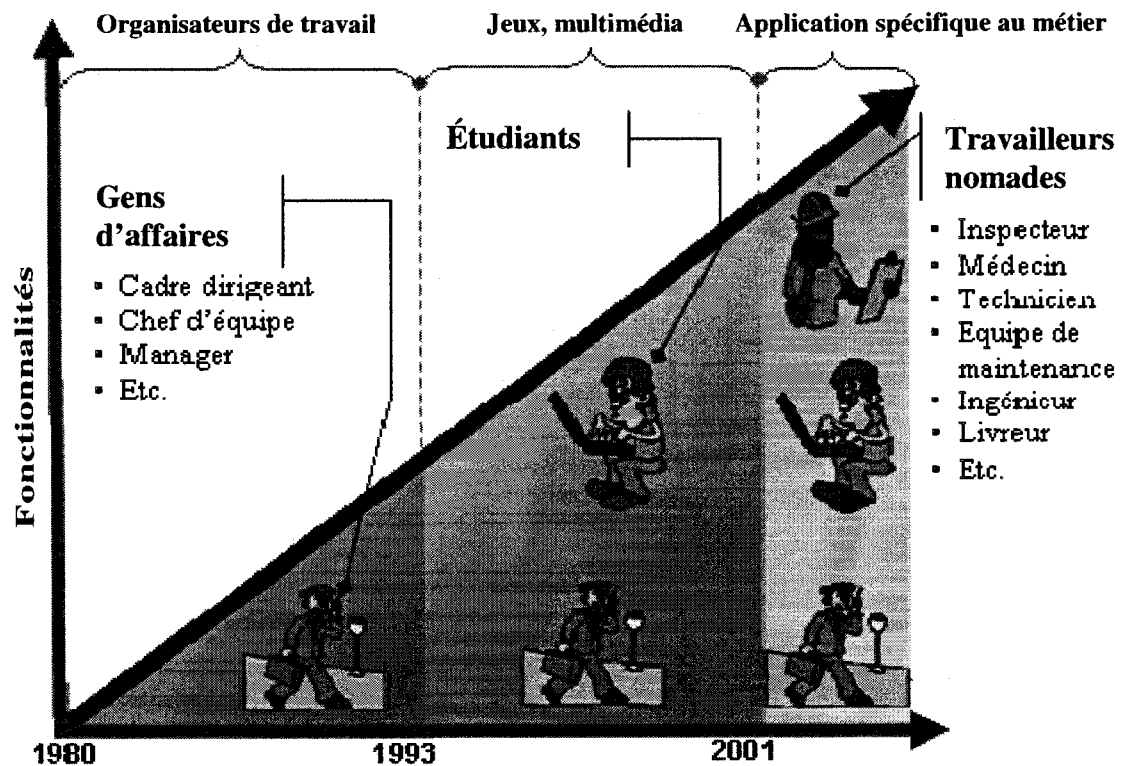 Organisateurs de travail
Jeux, multimédia
Application spécifique au métier
Fonctionnalités
Gens
d'affaires
▪ Cadre dirigeant
▪ Chef d'équipe
▪ Manager
▪ Etc.
Étudiants
Travailleurs
nomades
▪ Inspecteur
▪ Médecin
▪ Technicien
▪ Equipe de
maintenance
▪ Ingénieur
▪ Livreur
▪ Etc.
1980
1993
2001